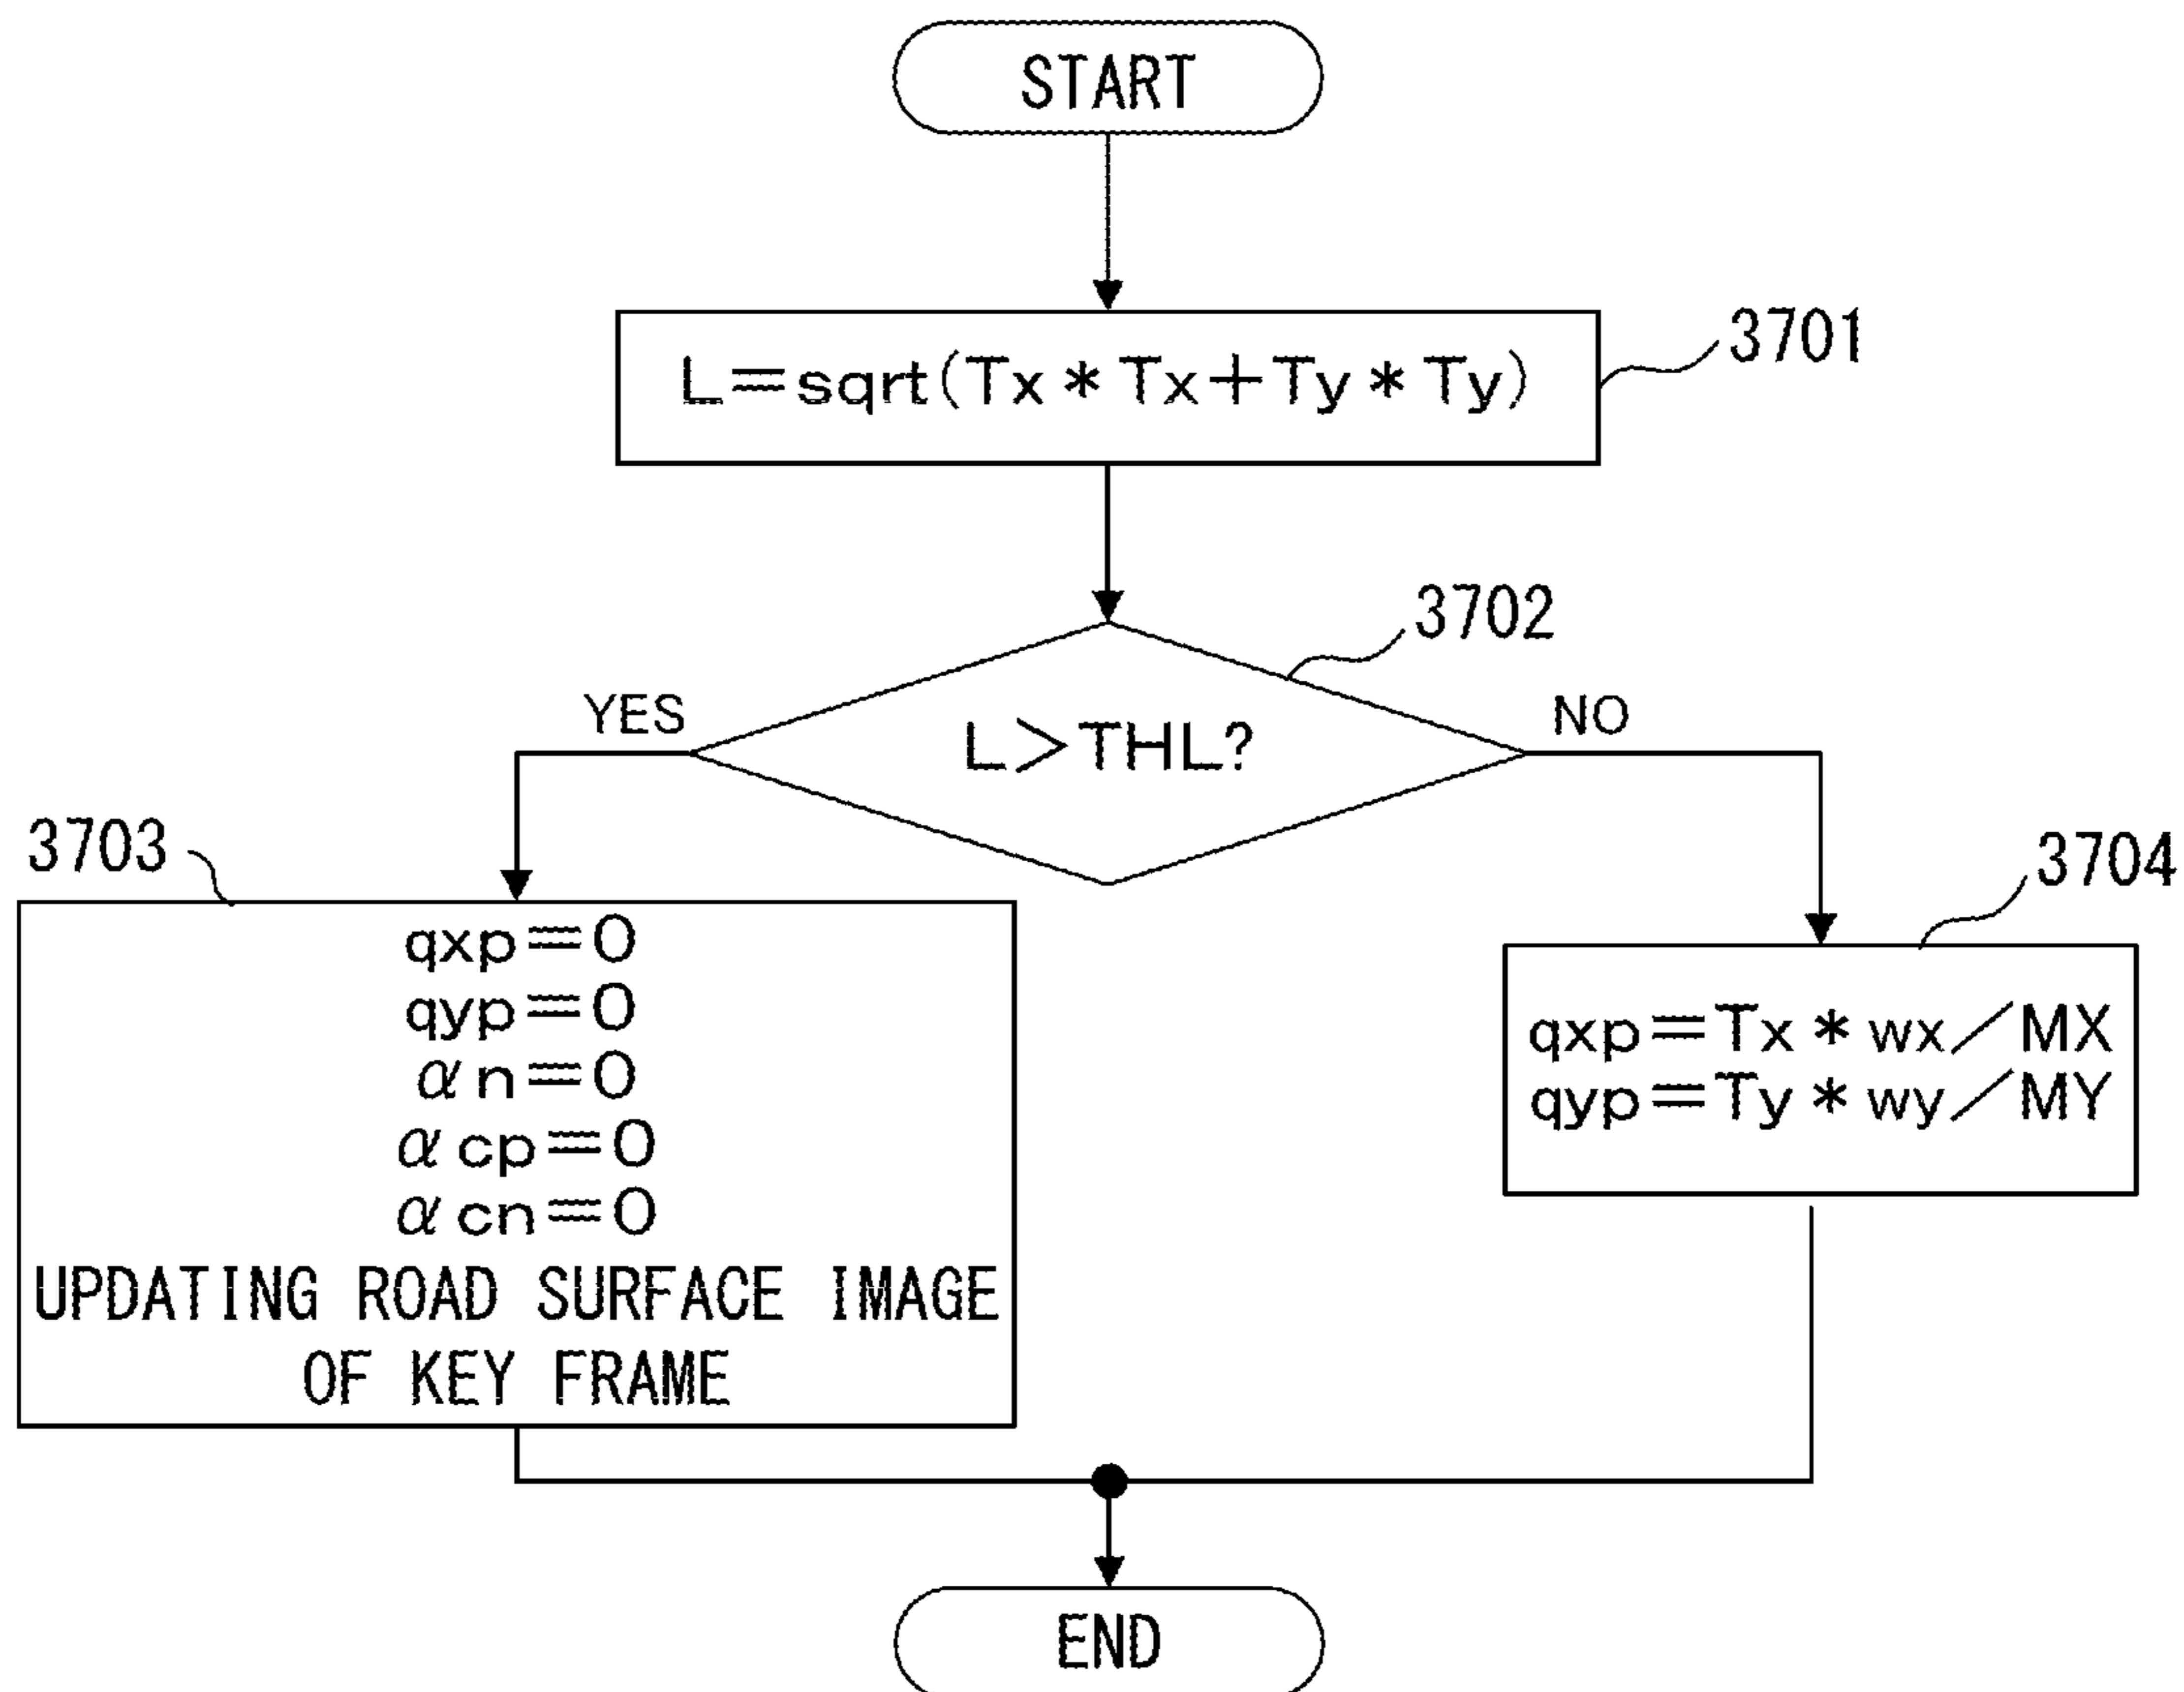 START
L=sqrt(Tx*Tx+Ty*Ty)
3701
3702
YES
L>THL?
NO
3703
qxp=0
qyp=0
αn=0
αcp=0
αcn=0
UPDATING ROAD SURFACE IMAGE
OF KEY FRAME
3704
qxp=Tx*wx/MX
qyp=Ty*wy/MY
END